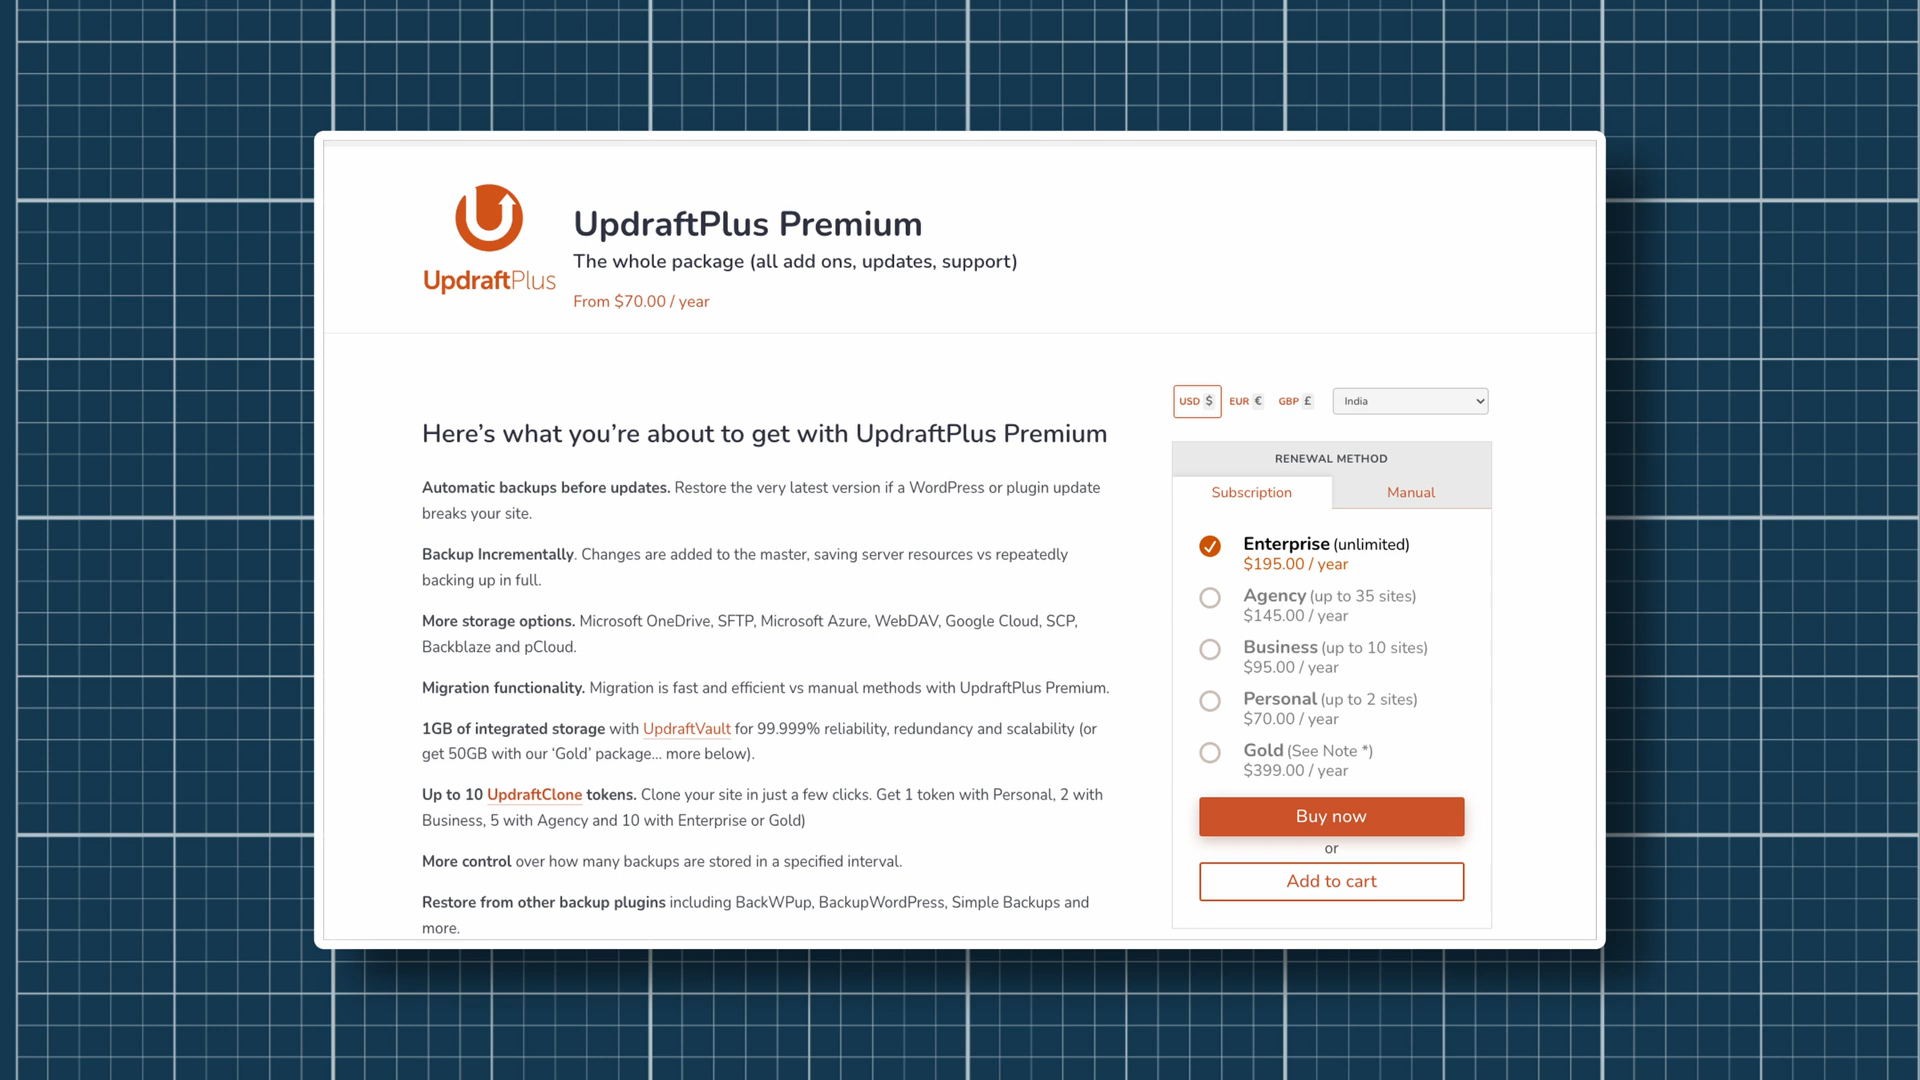 UpdraftPlus
UpdraftPlus Premium
The whole package (all add ons, updates, support)
From $70.00 / year
Here’s what you’re about to get with UpdraftPlus Premium
Automatic backups before updates. Restore the very latest version if a WordPress or plugin update
breaks your site.
Backup Incrementally. Changes are added to the master, saving server resources vs repeatedly
backing up in full.
More storage options. Microsoft OneDrive, SFTP, Microsoft Azure, WebDAV, Google Cloud, SCP,
Backblaze and pCloud.
Migration functionality. Migration is fast and efficient vs manual methods with UpdraftPlus Premium.
1GB of integrated storage with UpdraftVault for 99.999% reliability, redundancy and scalability (or
get 50GB with our ‘Gold’ package... more below).
Up to 10 UpdraftClone tokens. Clone your site in just a few clicks. Get 1 token with Personal, 2 with
Business, 5 with Agency and 10 with Enterprise or Gold)
More control over how many backups are stored in a specified interval.
Restore from other backup plugins including BackWPup, BackupWordPress, Simple Backups and
more.
USD $ EUR € GBP £ India
RENEWAL METHOD
Subscription Manual
Enterprise (unlimited)
$195.00 / year
Agency (up to 35 sites)
$145.00 / year
Business (up to 10 sites)
$95.00 / year
Personal (up to 2 sites)
$70.00 / year
Gold (See Note *)
$399.00 / year
Buy now
or
Add to cart